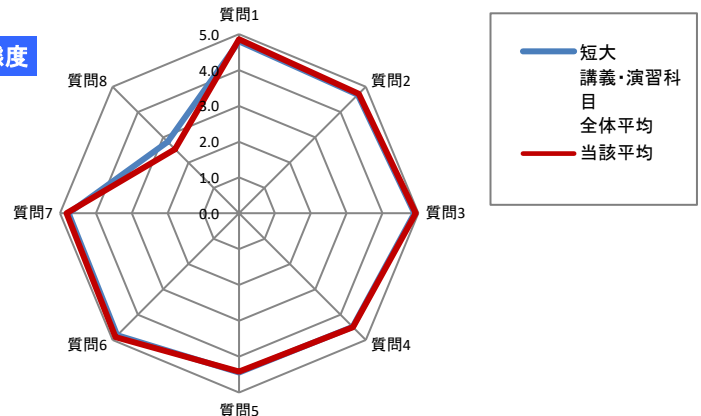 態度
質問1
5.0
4.0
3.0
2.0
1.0
0.0
質問2
質問3
質問4
質問5
質問6
質問7
質問8
短大
講義・演習科
目
全体平均
当該平均